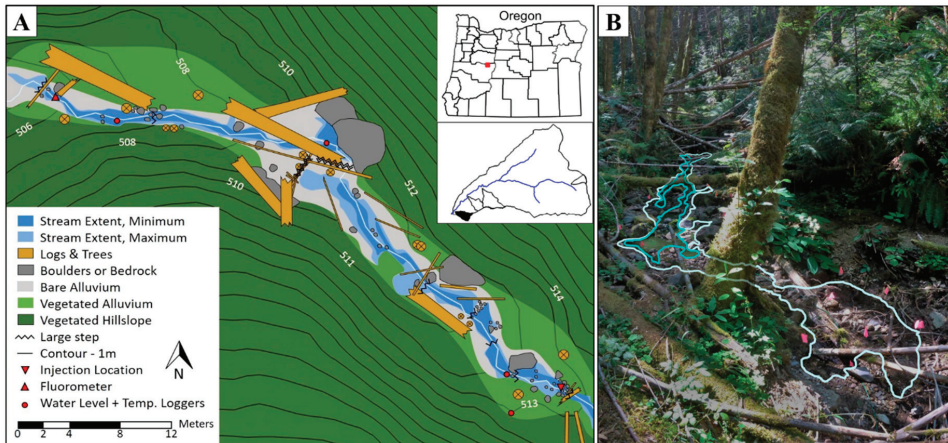 A
508
510
Oregon
506
508
510
512
511
514
513
Stream Extent, Minimum
Stream Extent, Maximum
Logs & Trees
Boulders or Bedrock
Bare Alluvium
Vegetated Alluvium
Vegetated Hillslope
Large step
Contour - 1m
Injection Location
Fluorometer
Water Level + Temp. Loggers
N
Meters
0 2 4 8 12
B